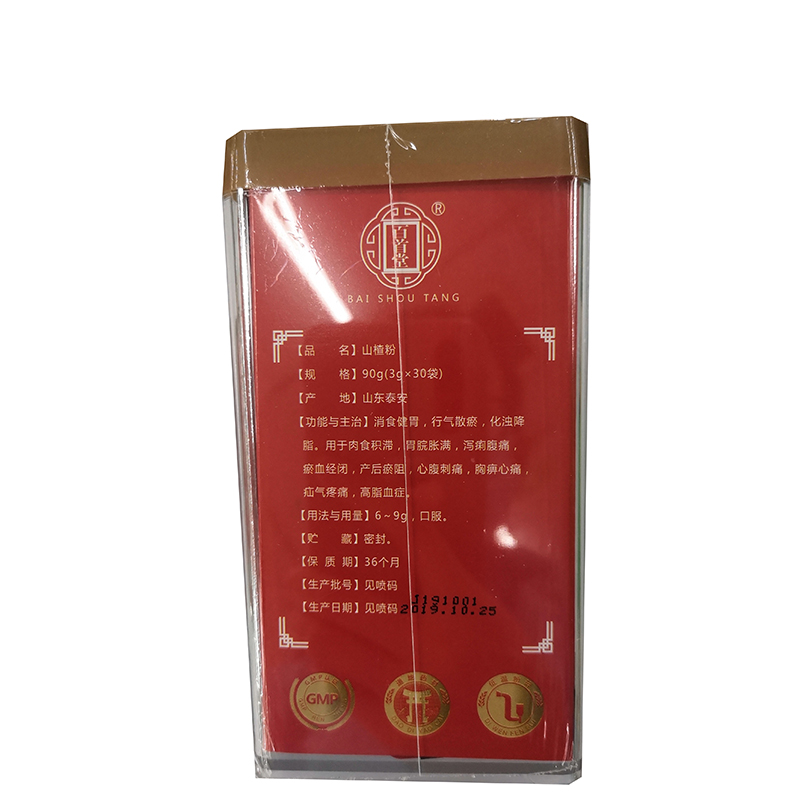 百首堂
®
BAI SHOU TANG
【品 名】山楂粉
【规 格】90g(3g×30袋)
【产 地】山东泰安
【功能与主治】消食健胃，行气散瘀，化浊降
脂。用于肉食积滞，胃脘胀满，泻痢腹痛，
瘀血经闭，产后瘀阻，心腹刺痛，胸痹心痛，
疝气疼痛，高脂血症。
【用法与用量】6~9g，口服。
【贮 藏】密封。
【保 质 期】36个月
【生产批号】见喷码
J191001
【生产日期】见喷码
2019.10.25
GMP